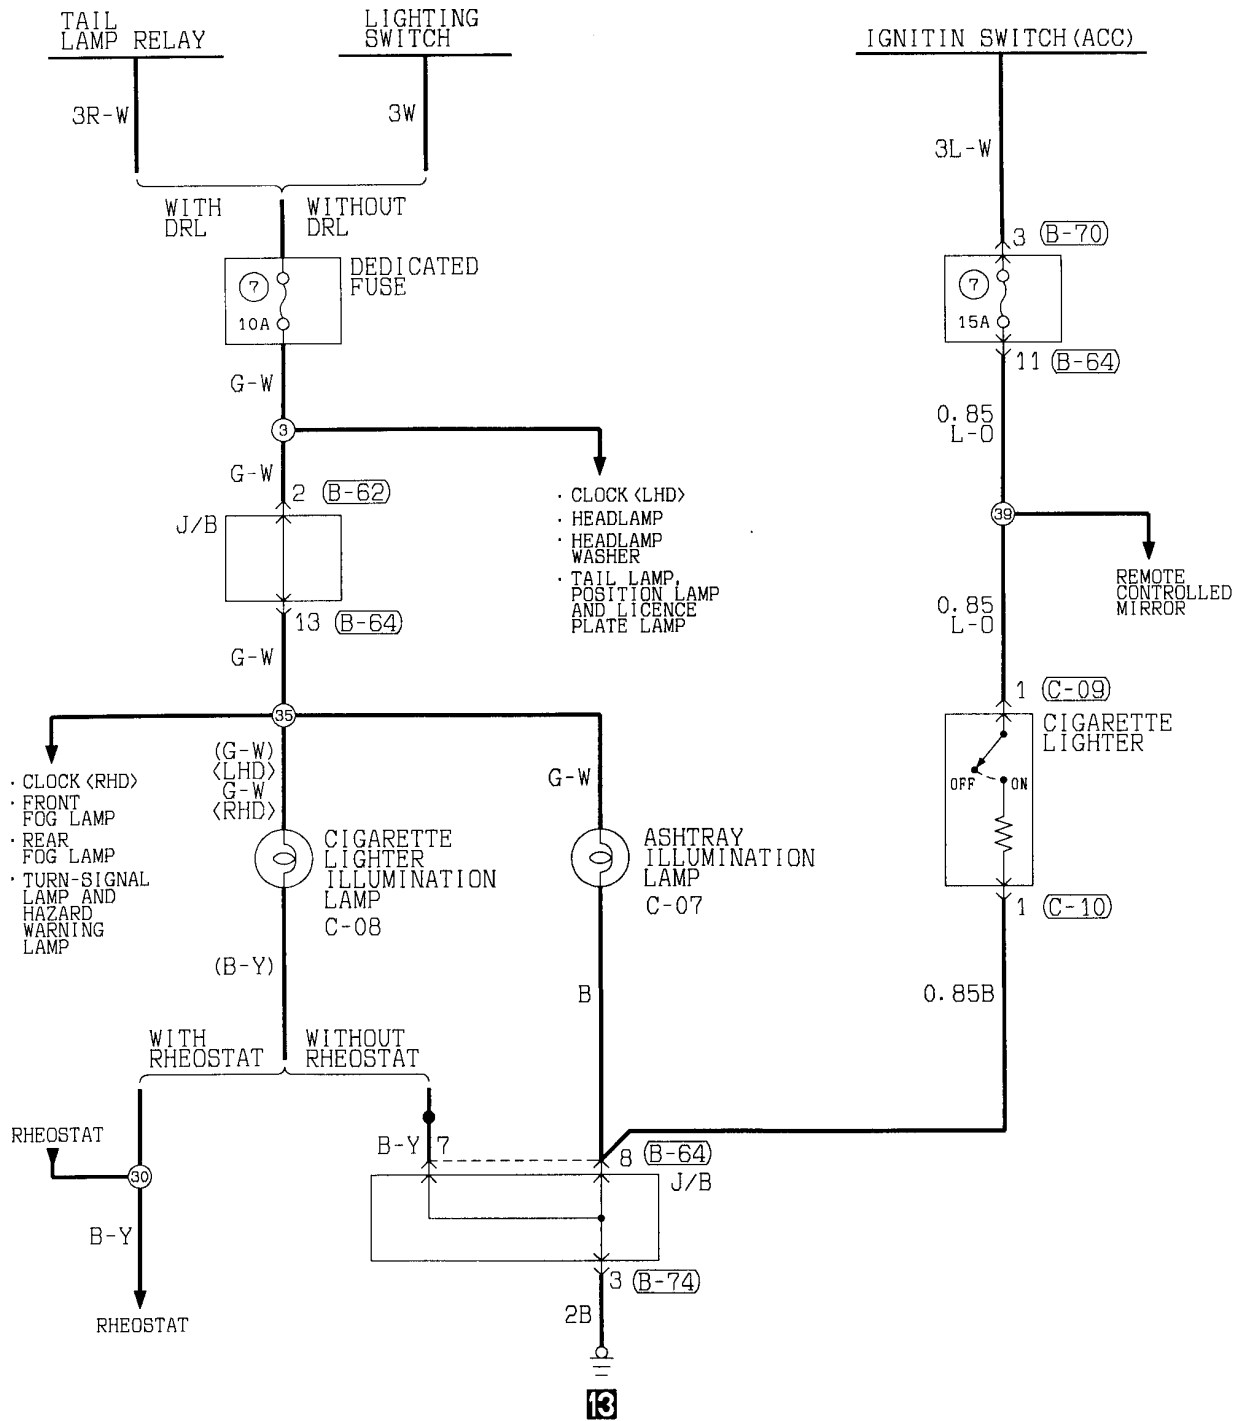 TAIL
LAMP RELAY
LIGHTING
SWITCH
IGNITIN SWITCH(ACC)
3R-W
3W
3L-W
WITH
DRL
WITHOUT
DRL
3 (B-70)
DEDICATED
FUSE
7
10A
7
15A
11 (B-64)
G-W
0.85
L-O
3
G-W
2 (B-62)
J/B
· CLOCK<LHD>
· HEADLAMP
· HEADLAMP
WASHER
· TAIL LAMP,
POSITION LAMP
AND LICENCE
PLATE LAMP
39
REMOTE
CONTROLLED
MIRROR
13 (B-64)
0.85
L-O
G-W
1 (C-09)
35
CIGARETTE
LIGHTER
OFF
ON
(G-W)
<LHD>
G-W
<RHD>
G-W
· CLOCK<RHD>
· FRONT
FOG LAMP
· REAR
FOG LAMP
· TURN-SIGNAL
LAMP AND
HAZARD
WARNING
LAMP
CIGARETTE
LIGHTER
ILLUMINATION
LAMP
C-08
ASHTRAY
ILLUMINATION
LAMP
C-07
1 (C-10)
(B-Y)
B
0.85B
WITH
RHEOSTAT
WITHOUT
RHEOSTAT
RHEOSTAT
B-Y 7
8 (B-64)
J/B
30
B-Y
3 (B-74)
2B
RHEOSTAT
13